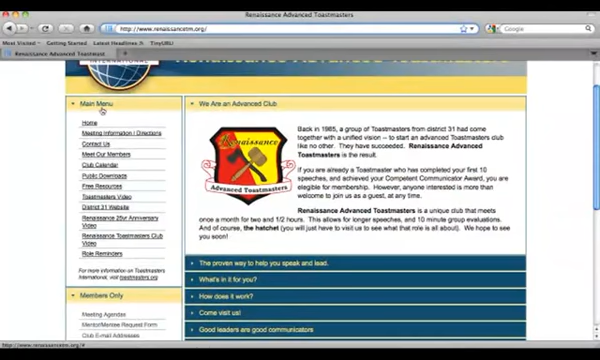 Renaissance Advanced Toastmasters
http://www.renaissancetm.org/
Google
Most Visited
Getting Started
Latest Headlines
TinyURL!
Renaissance Advanced Toastmast
INTERNATIONAL
Renaissance Advanced Toastmasters
Main Menu
Home
Meeting Information / Directions
Contact Us
Meet Our Members
Club Calendar
Public Downloads
Free Resources
Toastmasters Video
District 31 Website
Renaissance 25yr Anniversary
Video
Renaissance Toastmasters Club
Video
Role Reminders
For more information on Toastmasters
International, visit toastmasters.org
Members Only
Meeting Agendas
Mentor/Mentee Request Form
Club E-mail Addresses
We Are an Advanced Club
Renaissance
Advanced Toastmasters
Back in 1985, a group of Toastmasters from district 31 had come
together with a unified vision – to start an advanced Toastmasters club
like no other. They have succeeded. Renaissance Advanced
Toastmasters is the result.
If you are already a Toastmaster who has completed your first 10
speeches, and achieved your Competent Communicator Award, you are
elegible for membership. However, anyone interested is more than
welcome to join us as a guest, at any time.
Renaissance Advanced Toastmasters is a unique club that meets
once a month for two and 1/2 hours. This allows for longer speeches, and 10 minute group evaluations.
And of course, the hatchet (you will just have to visit us to see what that role is all about). We hope to see
you soon!
The proven way to help you speak and lead.
What's in it for you?
How does it work?
Come visit us!
Good leaders are good communicators
http://www.renaissancetm.org/#